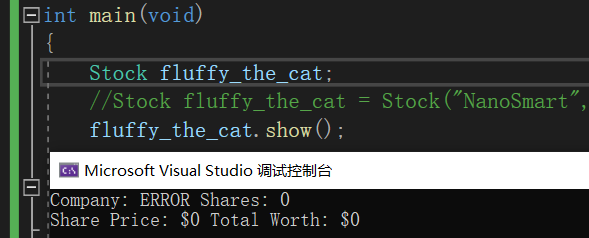 int main(void)
{
Stock fluffy_the_cat;
//Stock fluffy_the_cat = Stock("NanoSmart",
fluffy_the_cat.show();
C:\ Microsoft Visual Studio 调试控制台
Company: ERROR Shares: 0
Share Price: $0 Total Worth: $0